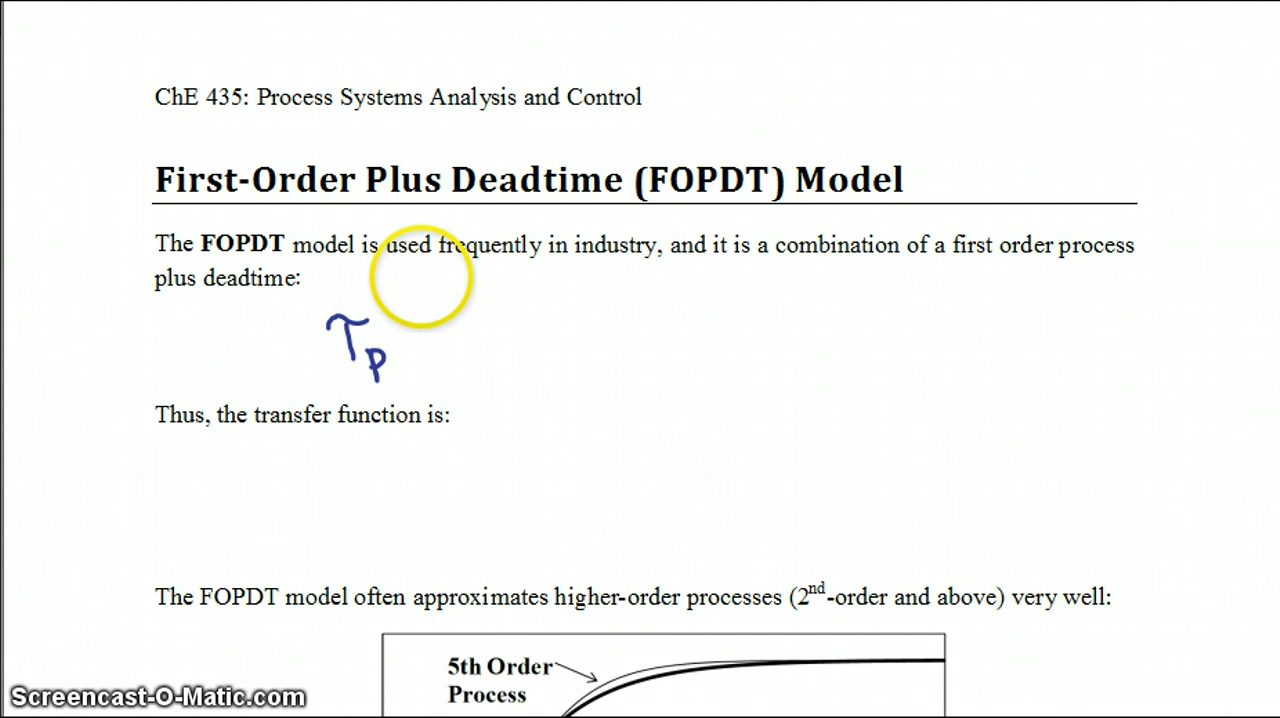 ChE 435: Process Systems Analysis and Control
First-Order Plus Deadtime (FOPDT) Model
The FOPDT model is used frequently in industry, and it is a combination of a first order process
plus deadtime:
τp
Thus, the transfer function is:
The FOPDT model often approximates higher-order processes (2nd-order and above) very well:
5th Order
Process
Screencast-O-Matic.com